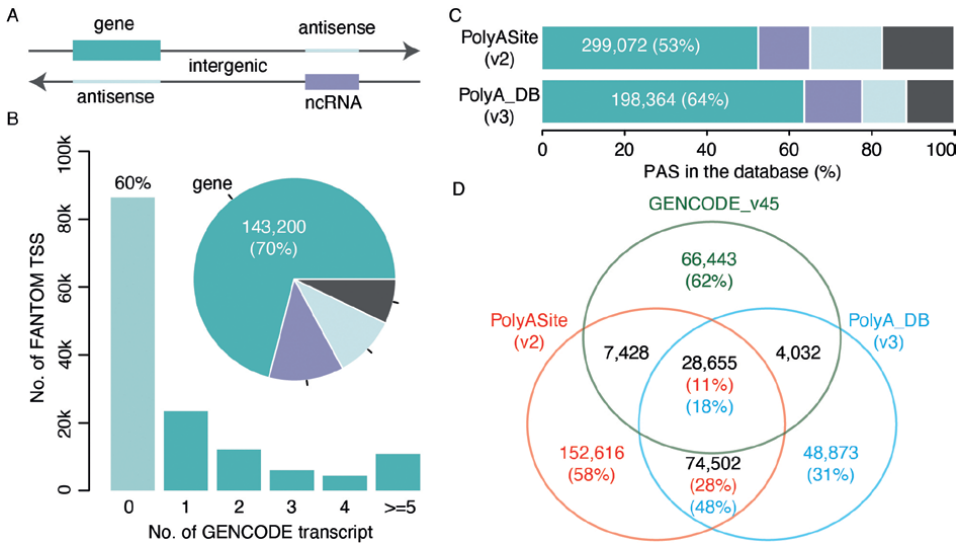 A
gene
antisense
intergenic
antisense
ncRNA
B
No. of FANTOM TSS
100k
80k
60k
40k
20k
0
60%
gene
143,200
(70%)
0
1
2
3
4
>=5
No. of GENCODE transcript
C
PolyASite
(v2)
299,072 (53%)
PolyA_DB
(v3)
198,364 (64%)
0
20
40
60
80
100
PAS in the database (%)
D
GENCODE_v45
66,443
(62%)
PolyASite
(v2)
PolyA_DB
(v3)
7,428
28,655
(11%)
(18%)
4,032
152,616
(58%)
74,502
(28%)
(48%)
48,873
(31%)